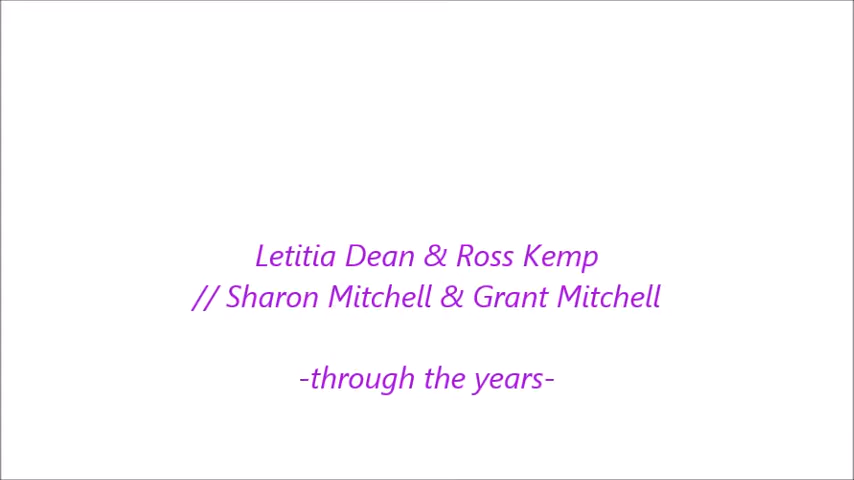 Letitia Dean & Ross Kemp
// Sharon Mitchell & Grant Mitchell
-through the years-